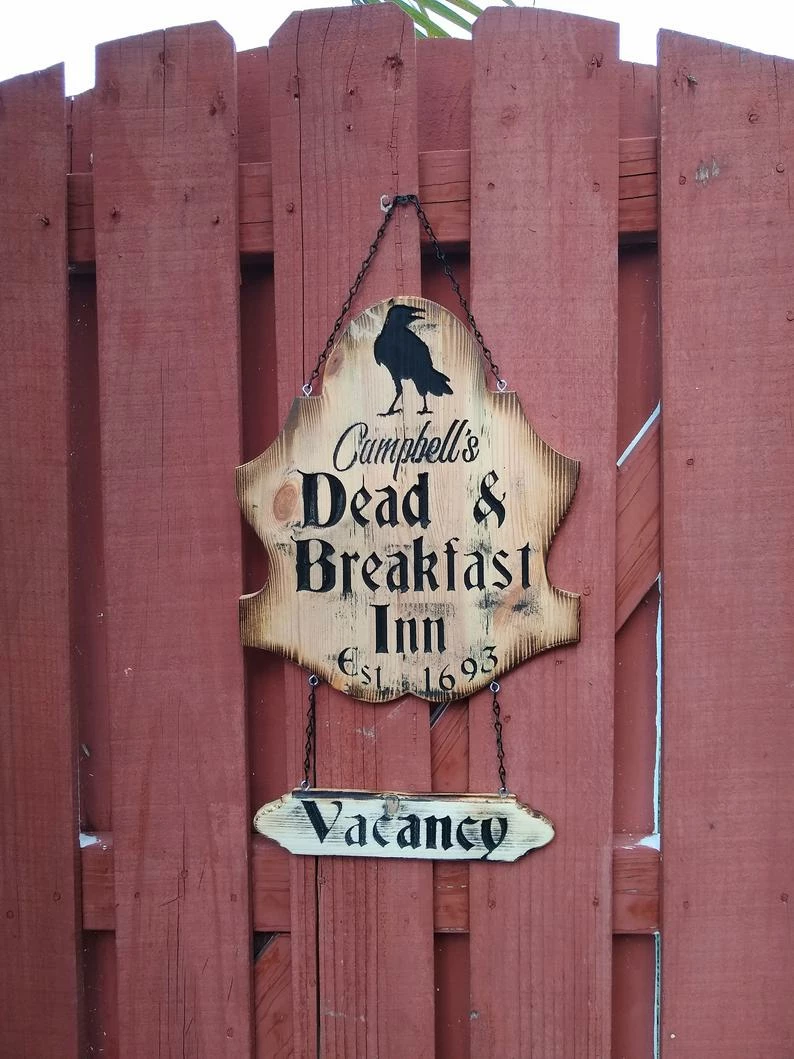 Campbell's
Dead &
Breakfast
Inn
Est. 1693
Vacancy